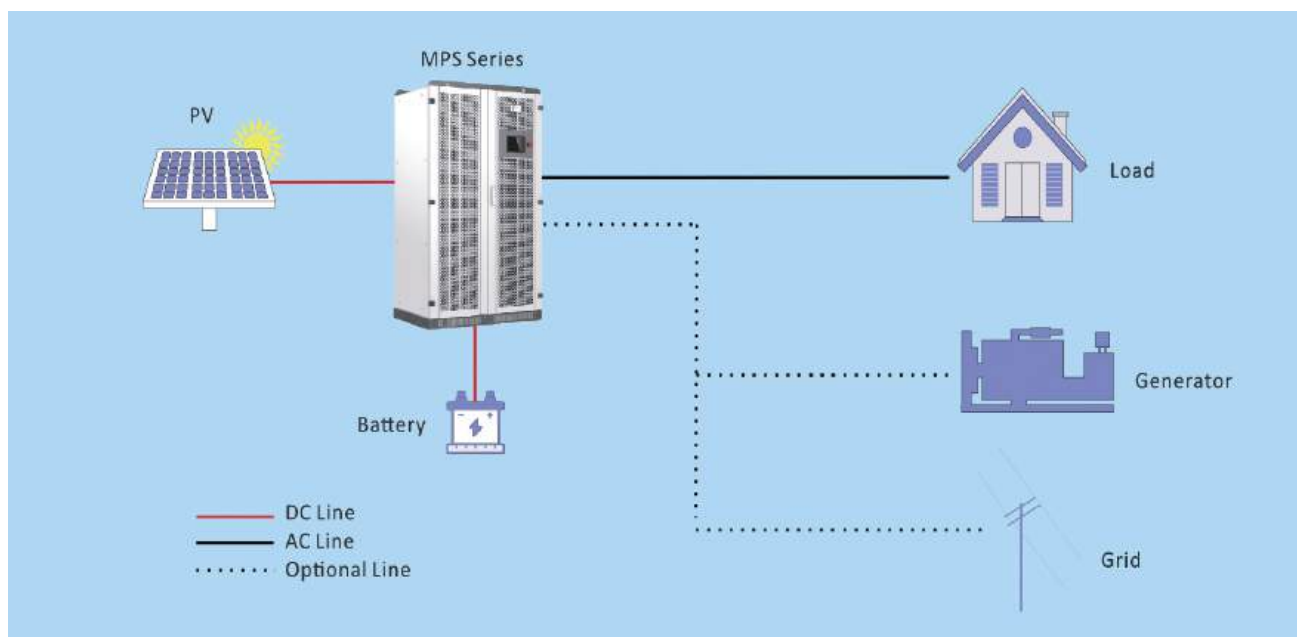 MPS Series
PV
Load
Generator
Battery
DC Line
AC Line
Optional Line
Grid